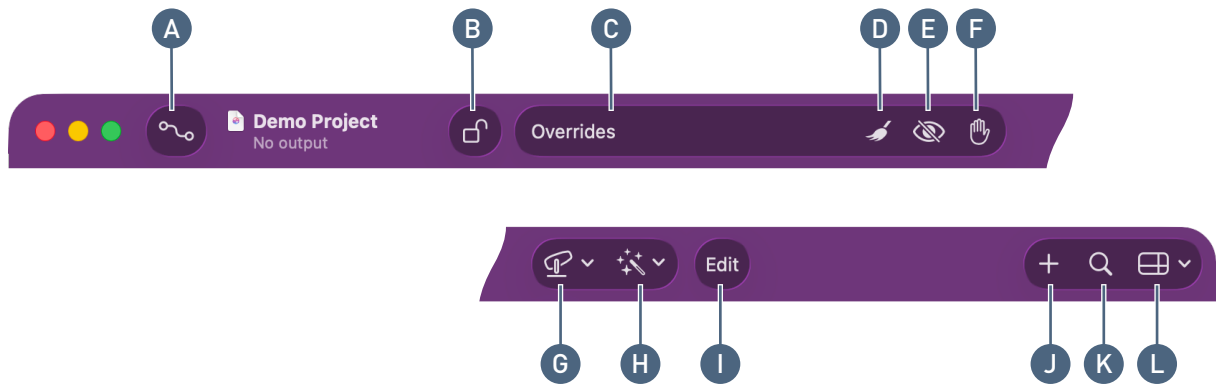 A
B
C
D
E
F
Demo Project
No output
Overrides
Edit
G
H
I
J
K
L